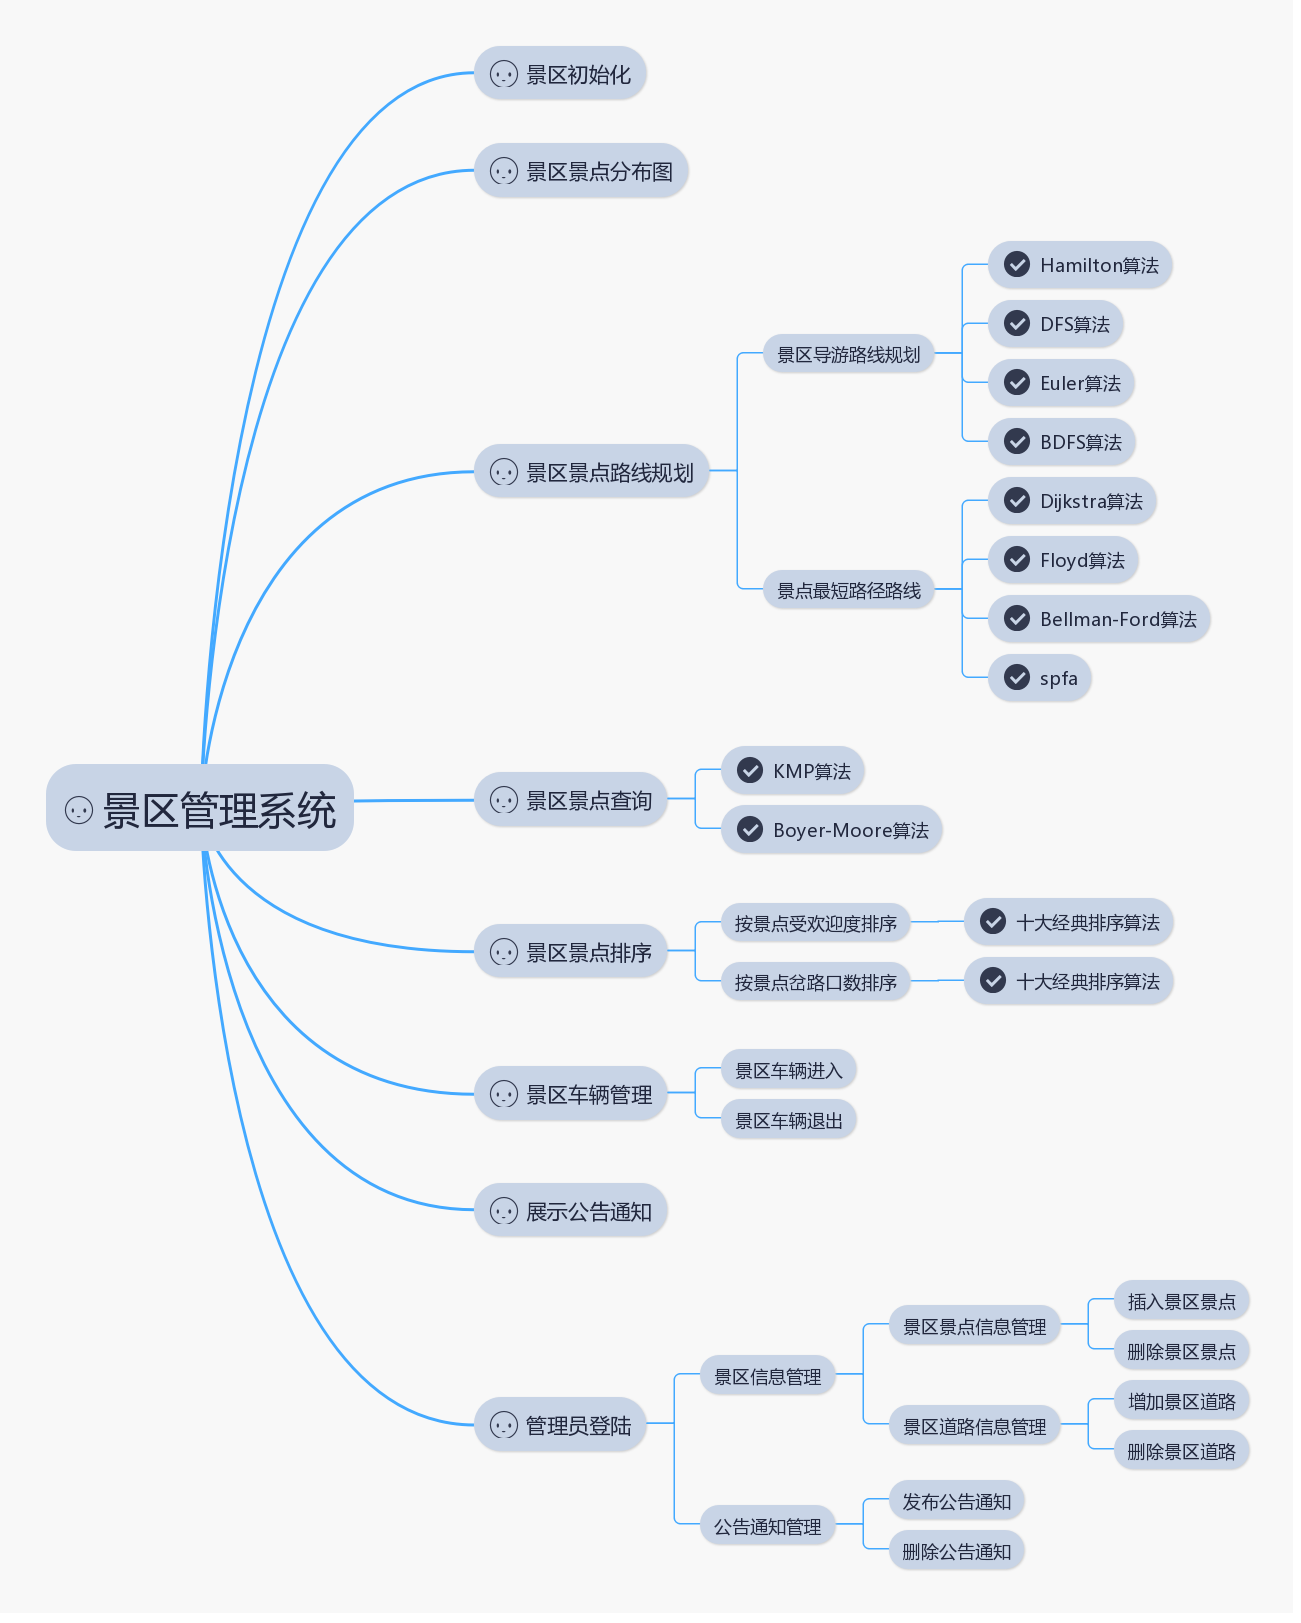 景区初始化
景区景点分布图
Hamilton算法
DFS算法
景区导游路线规划
Euler算法
BDFS算法
景区景点路线规划
Dijkstra算法
Floyd算法
景点最短路径路线
Bellman-Ford算法
spfa
景区管理系统
KMP算法
景区景点查询
Boyer-Moore算法
按景点受欢迎度排序
十大经典排序算法
景区景点排序
按景点岔路口数排序
十大经典排序算法
景区车辆进入
景区车辆管理
景区车辆退出
展示公告通知
插入景区景点
景区景点信息管理
删除景区景点
景区信息管理
增加景区道路
景区道路信息管理
删除景区道路
管理员登陆
发布公告通知
公告通知管理
删除公告通知